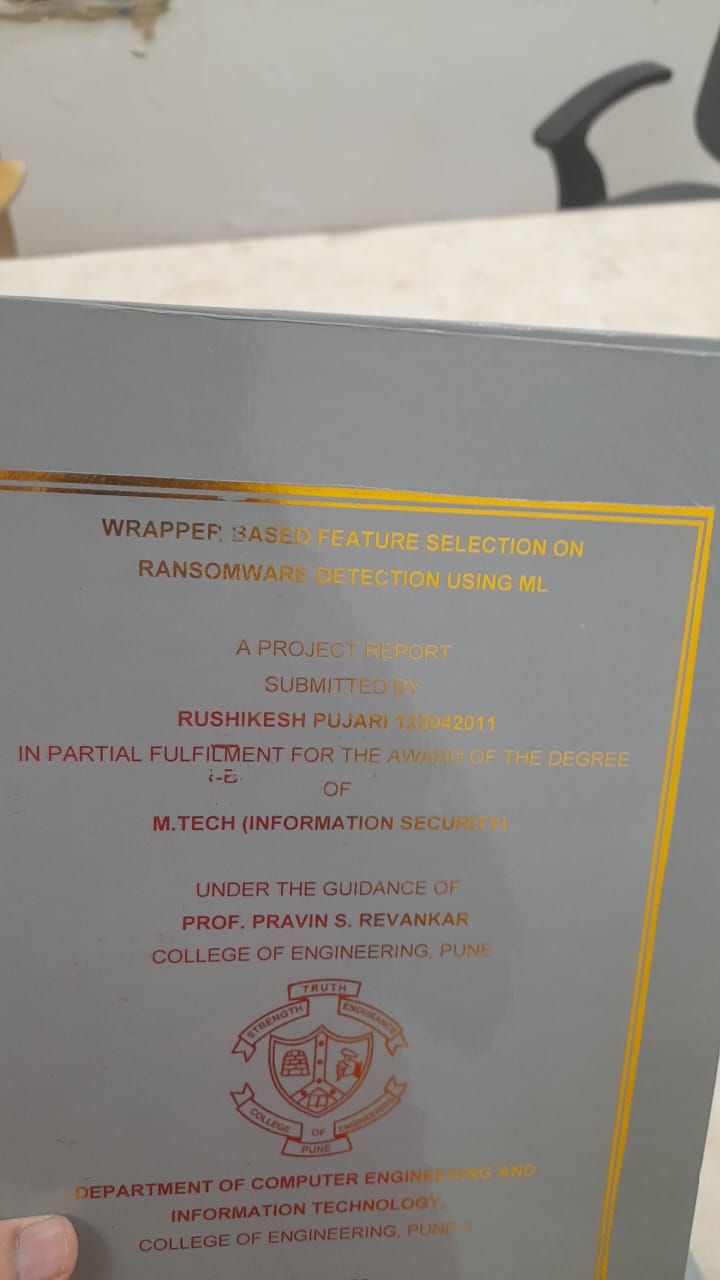 WRAPPER BASED FEATURE SELECTION ON
RANSOMWARE DETECTION USING ML
A PROJECT REPORT
SUBMITTED BY
RUSHIKESH PUJARI 122042011
IN PARTIAL FULFILMENT FOR THE AWARD OF THE DEGREE
OF
M.TECH (INFORMATION SECURITY)
UNDER THE GUIDANCE OF
PROF. PRAVIN S. REVANKAR
COLLEGE OF ENGINEERING, PUNE
TRUTH
STRENGTH
ENDURANCE
COLLEGE
OF
ENGINEERING
PUNE
DEPARTMENT OF COMPUTER ENGINEERING AND
INFORMATION TECHNOLOGY,
COLLEGE OF ENGINEERING, PUNE